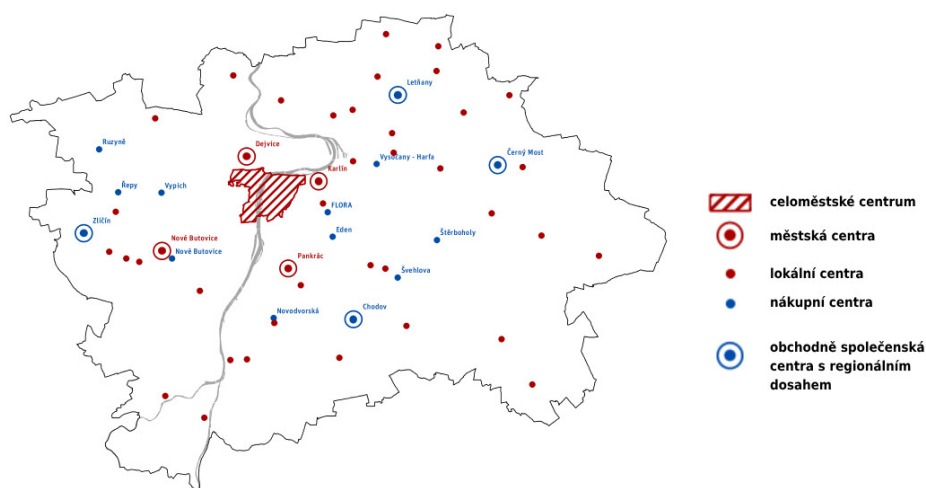 Letňany
Ruzyně
Dejvice
Vysočany - Harfa
Černý Most
Karlín
Řepy
Vypich
FLORA
Zličín
Eden
Štěrboholy
Nové Butovice
Nové Butovice
Pankrác
Švehlova
Novodvorská
Chodov
celoměstské centrum
městská centra
lokální centra
nákupní centra
obchodně společenská
centra s regionálním
dosahem